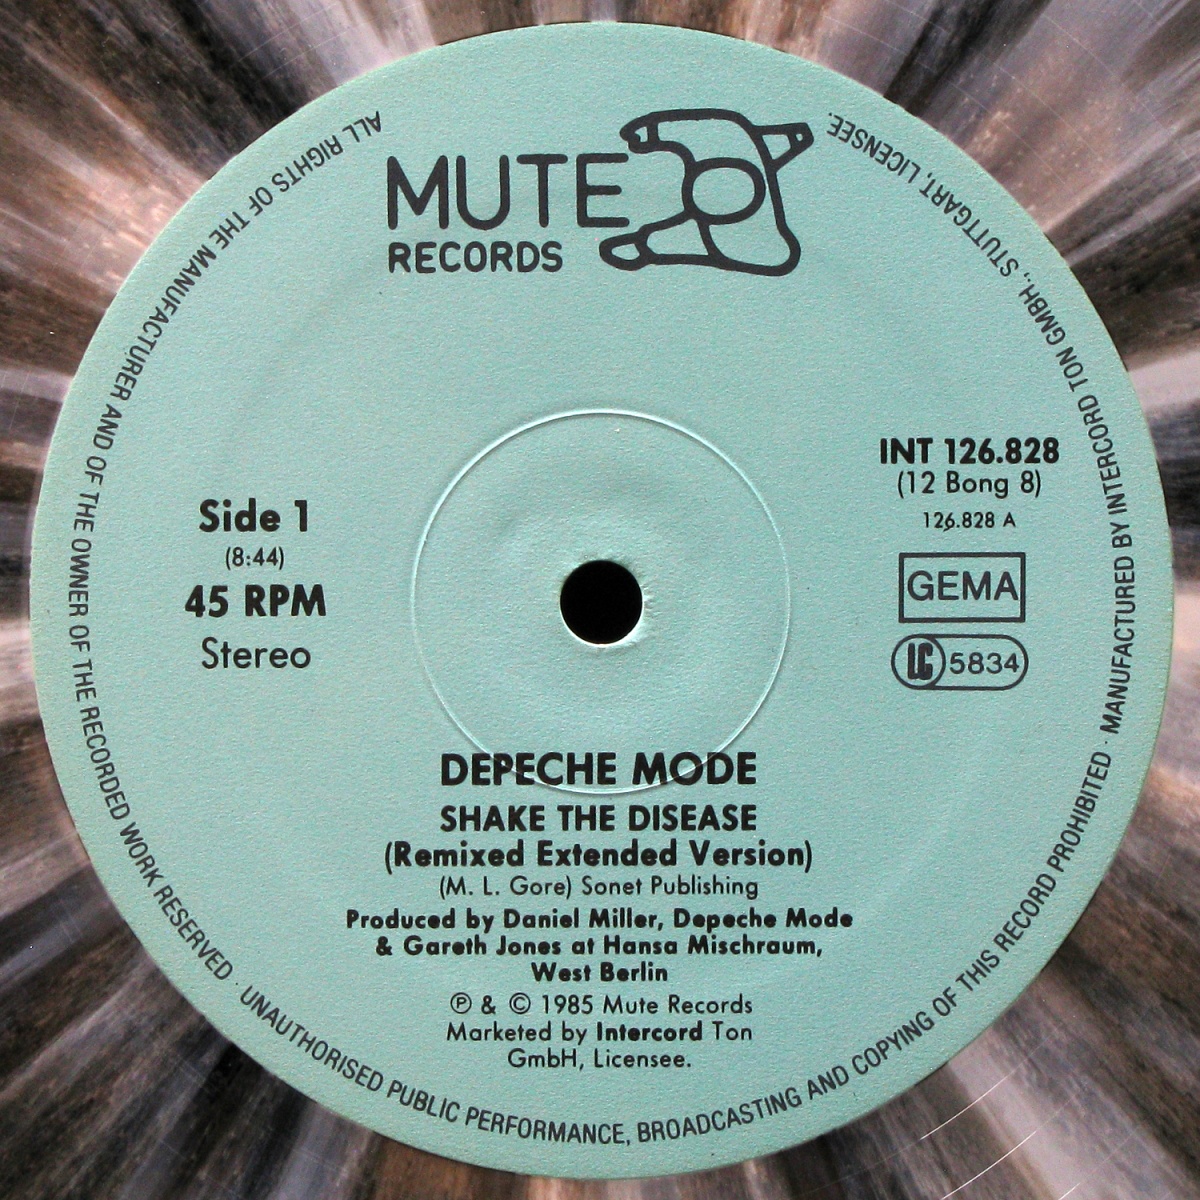 MUTE
RECORDS
INT 126.828
(12 Bong 8)
126.828 A
GEMA
LC 5834
Side 1
(8:44)
45 RPM
Stereo
DEPECHE MODE
SHAKE THE DISEASE
(Remixed Extended Version)
(M. L. Gore) Sonet Publishing
Produced by Daniel Miller, Depeche Mode
& Gareth Jones at Hansa Mischraum,
West Berlin
Ⓟ & © 1985 Mute Records
Marketed by Intercord Ton
GmbH, Licensee.
ALL RIGHTS OF THE MANUFACTURER AND OF THE OWNER OF THE RECORDED WORK RESERVED · UNAUTHORISED PUBLIC PERFORMANCE, BROADCASTING AND COPYING OF THIS RECORD PROHIBITED · MANUFACTURED BY INTERCORD TON GMBH., STUTTGART, LICENSEE.